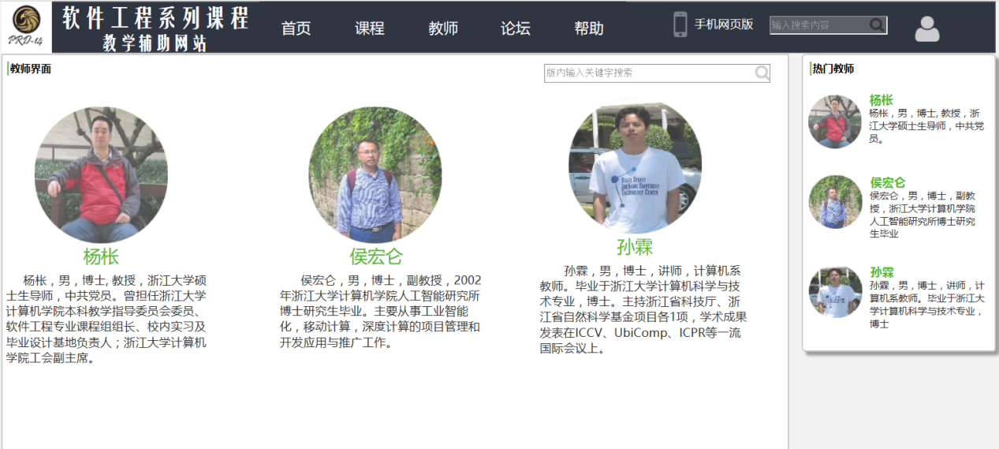 PRD-14
软件工程系列课程
教学辅助网站
首页
课程
教师
论坛
帮助
手机网页版
输入搜索内容
教师界面
版内输入关键字搜索
杨枨
杨枨，男，博士, 教授，浙江大学硕
士生导师，中共党员。曾担任浙江大学
计算机学院本科教学指导委员会委员、
软件工程专业课程组组长、校内实习及
毕业设计基地负责人；浙江大学计算机
学院工会副主席。
侯宏仑
侯宏仑，男，博士，副教授，2002
年浙江大学计算机学院人工智能研究所
博士研究生毕业。主要从事工业智能
化，移动计算，深度计算的项目管理和
开发应用与推广工作。
孙霖
孙霖，男，博士，讲师，计算机系
教师。毕业于浙江大学计算机科学与技
术专业，博士。主持浙江省科技厅、浙
江省自然科学基金项目各1项，学术成果
发表在ICCV、UbiComp、ICPR等一流
国际会议上。
热门教师
杨枨
杨枨，男，博士, 教授，浙
江大学硕士生导师，中共党
员。
侯宏仑
侯宏仑，男，博士，副教
授，浙江大学计算机学院
人工智能研究所博士研究
生毕业
孙霖
孙霖，男，博士，讲师，计
算机系教师。毕业于浙江大
学计算机科学与技术专业，
博士